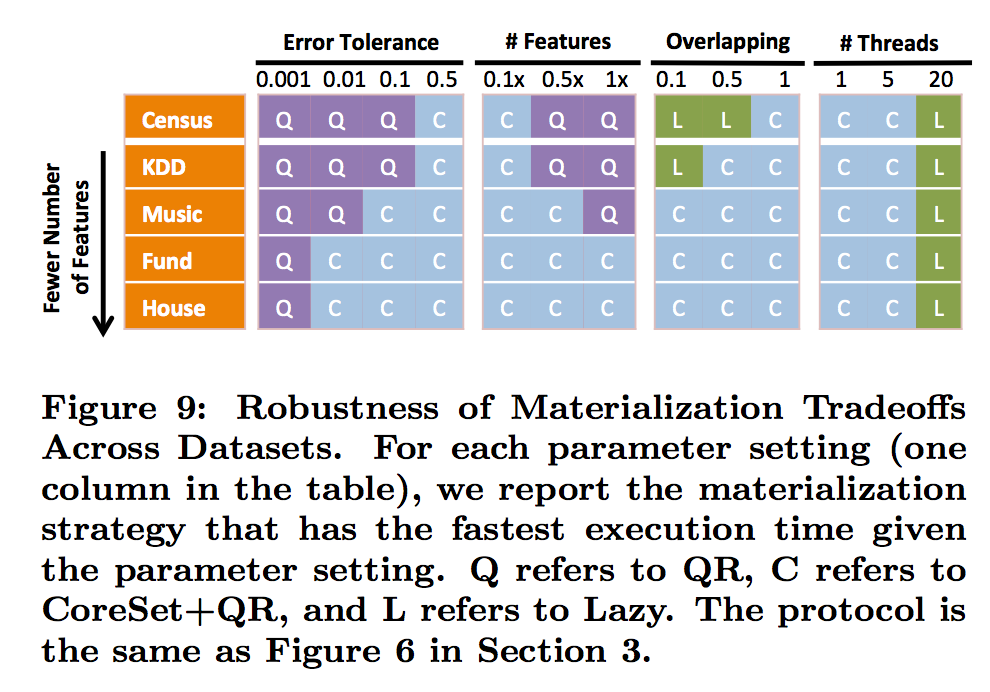 Error Tolerance # Features Overlapping # Threads
0.001 0.01 0.1 0.5 0.1x 0.5x 1x 0.1 0.5 1 1 5 20
Census Q Q Q C C Q Q L L C C C L
KDD Q Q Q C C Q Q L C C C C L
Music Q Q C C C C Q C C C C C L
Fund Q C C C C C C C C C C C L
House Q C C C C C C C C C C C L
Fewer Number
of Features
Figure 9: Robustness of Materialization Tradeoffs
Across Datasets. For each parameter setting (one
column in the table), we report the materialization
strategy that has the fastest execution time given
the parameter setting. Q refers to QR, C refers to
CoreSet+QR, and L refers to Lazy. The protocol is
the same as Figure 6 in Section 3.